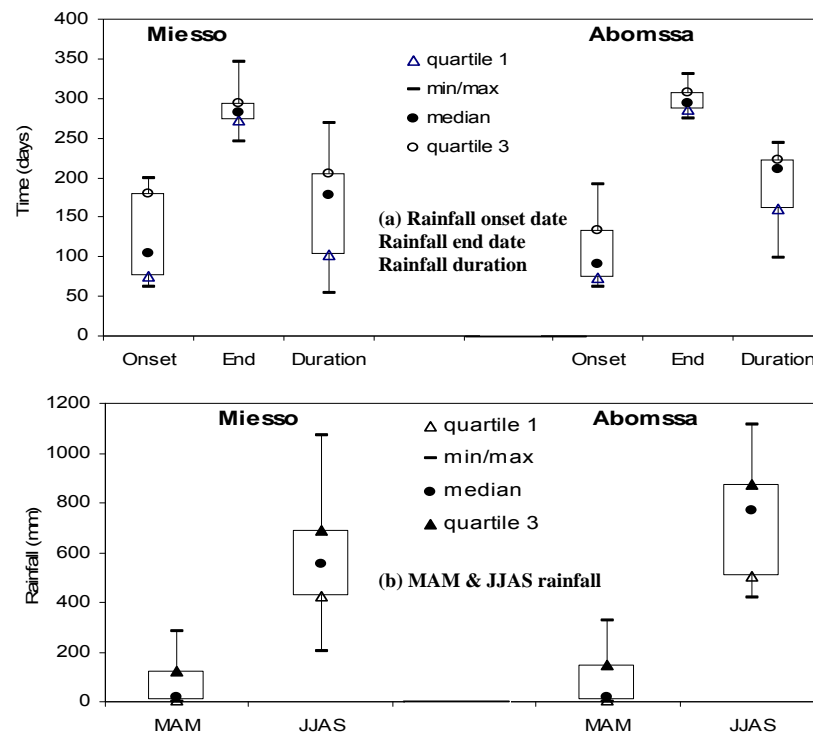 400
350
300
250
200
150
100
50
0
Time (days)
Miesso
Abomssa
quartile 1
min/max
median
quartile 3
(a) Rainfall onset date
Rainfall end date
Rainfall duration
Onset End Duration Onset End Duration
1200
1000
800
600
400
200
0
Rainfall (mm)
Miesso
Abomssa
quartile 1
min/max
median
quartile 3
(b) MAM & JJAS rainfall
MAM JJAS MAM JJAS